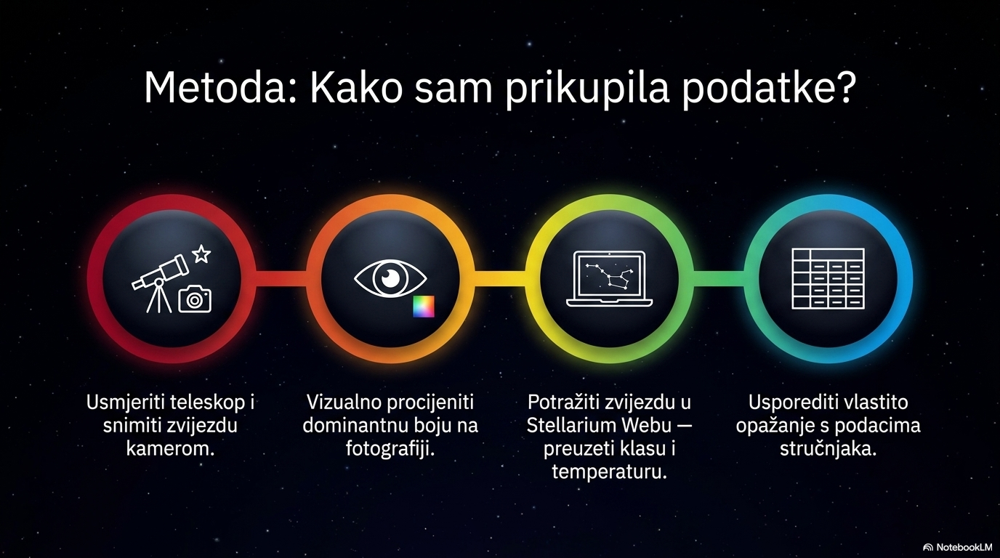 Metoda: Kako sam prikupila podatke?
Usmjeriti teleskop i
snimiti zvijezdu
kamerom.
Vizualno procijeniti
dominantnu boju na
fotografiji.
Potražiti zvijezdu u
Stellarium Webu —
preuzeti klasu i
temperaturu.
Usporediti vlastito
opažanje s podacima
stručnjaka.
NotebookLM